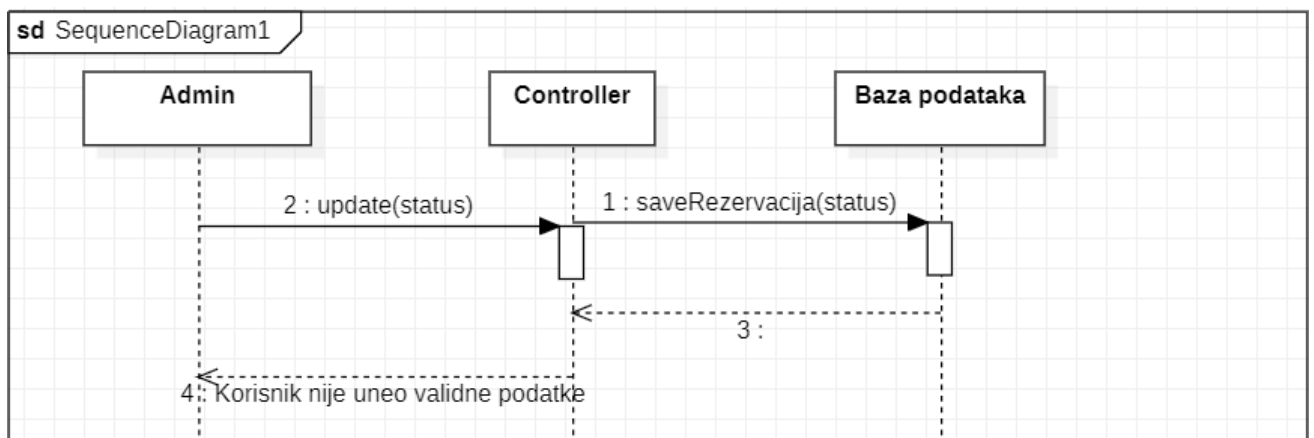 sd SequenceDiagram1
Admin
Controller
Baza podataka
2 : update(status)
1 : saveRezervacija(status)
3 :
4 : Korisnik nije uneo validne podatke